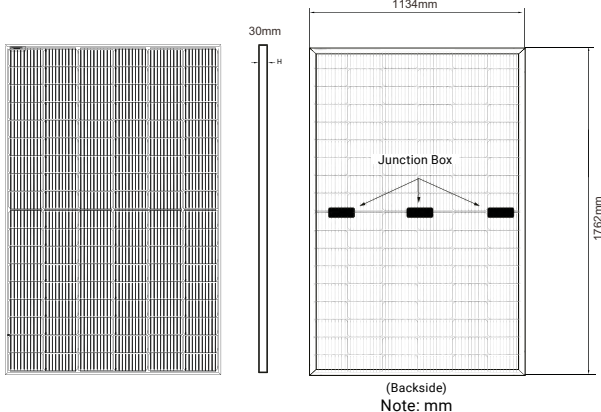 1134mm
30mm
H
Junction Box
1762mm
(Backside)
Note: mm